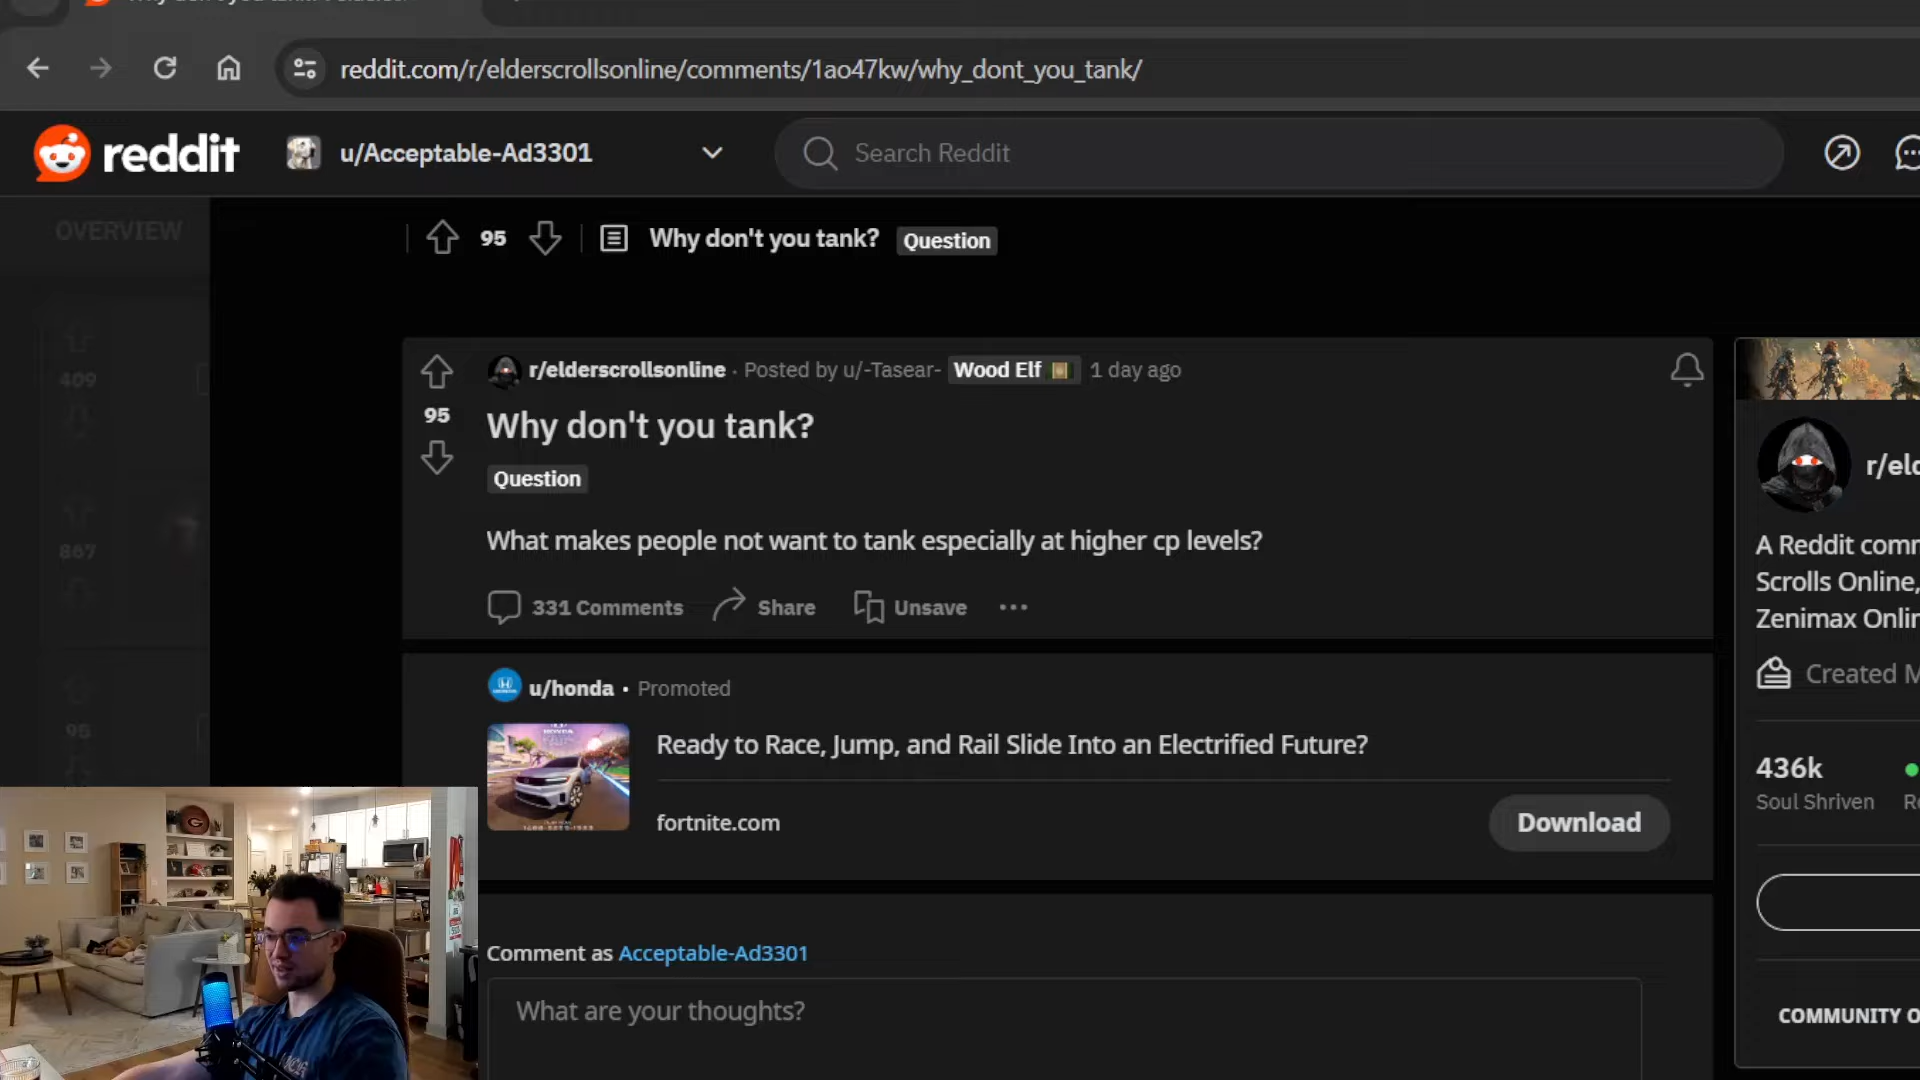 reddit.com/r/elderscrollsonline/comments/1ao47kw/why_dont_you_tank/
reddit
u/Acceptable-Ad3301
Search Reddit
OVERVIEW
95
Why don't you tank?
Question
r/elderscrollsonline · Posted by u/-Tasear- Wood Elf 1 day ago
409
95
Why don't you tank?
Question
867
What makes people not want to tank especially at higher cp levels?
331 Comments
Share
Unsave
95
u/honda • Promoted
Ready to Race, Jump, and Rail Slide Into an Electrified Future?
fortnite.com
Download
Comment as Acceptable-Ad3301
What are your thoughts?
r/eld
A Reddit comm
Scrolls Online,
Zenimax Onlin
Created M
436k
Soul Shriven
COMMUNITY O